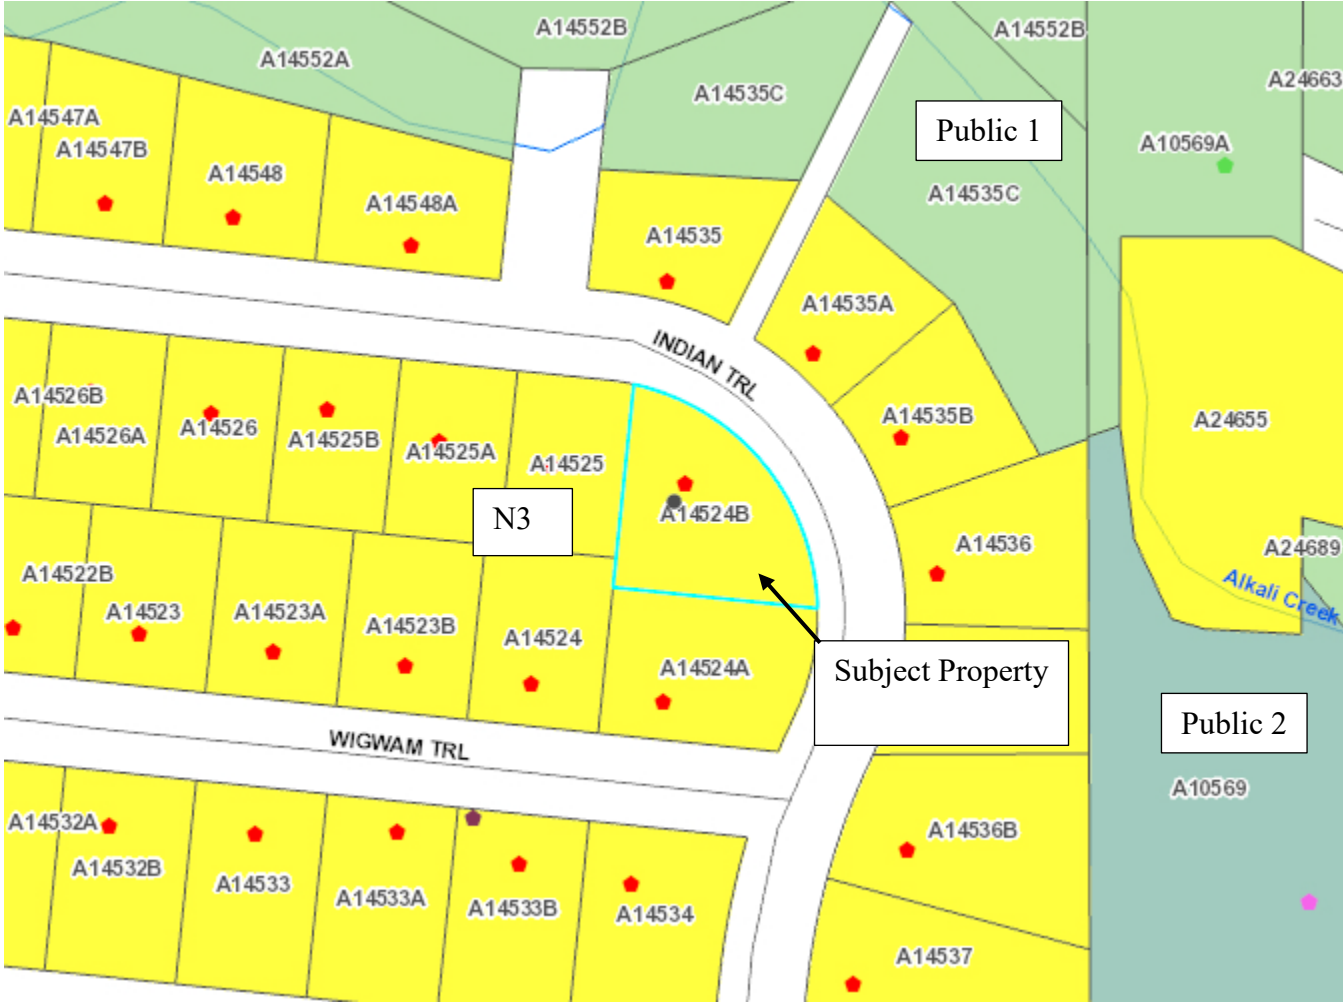 A14552B
A14552B
A14552A
A24663
A14535C
A14547A
Public 1
A14547B
A10569A
A14548
A14535C
A14548A
A14535
A14535A
INDIAN TRL
A14526B
A14535B
A24655
A14526A
A14526
A14525B
A14525A
A14525
A14524B
N3
A14536
A24689
A14522B
Alkali Creek
A14523
A14523A
A14523B
A14524
A14524A
Subject Property
Public 2
WIGWAM TRL
A10569
A14532A
A14536B
A14532B
A14533
A14533A
A14533B
A14534
A14537